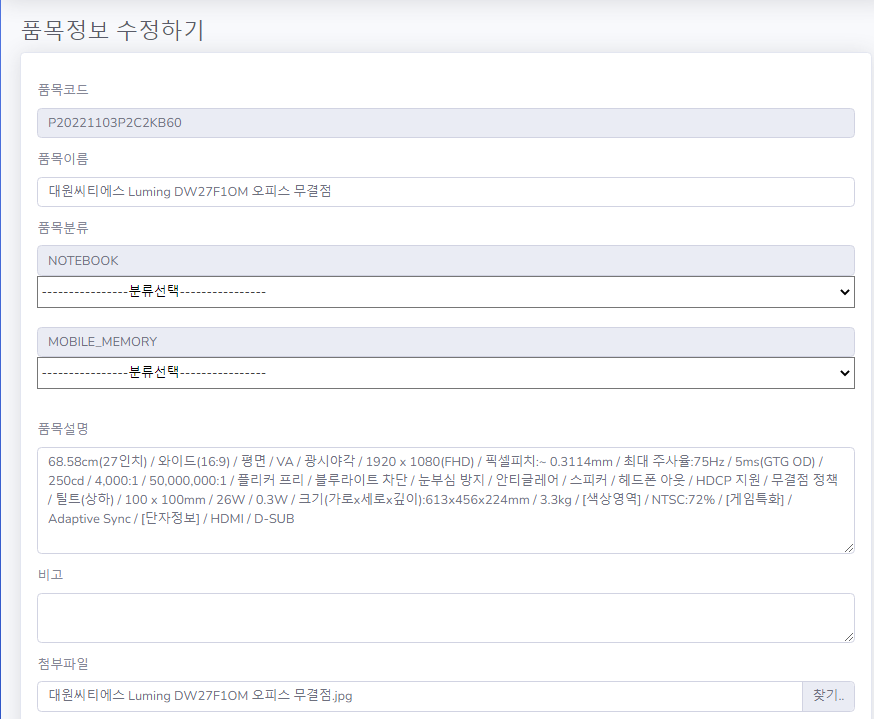 품목정보 수정하기
품목코드
P20221103P2C2KB60
품목이름
대원씨티에스 Luming DW27F1OM 오피스 무결점
품목분류
NOTEBOOK
----------------분류선택----------------
MOBILE_MEMORY
----------------분류선택----------------
품목설명
68.58cm(27인치) / 와이드(16:9) / 평면 / VA / 광시야각 / 1920 x 1080(FHD) / 픽셀피치:~ 0.3114mm / 최대 주사율:75Hz / 5ms(GTG OD) /
250cd / 4,000:1 / 50,000,000:1 / 플리커 프리 / 블루라이트 차단 / 눈부심 방지 / 안티글레어 / 스피커 / 헤드폰 아웃 / HDCP 지원 / 무결점 정책
/ 틸트(상하) / 100 x 100mm / 26W / 0.3W / 크기(가로x세로x깊이):613x456x224mm / 3.3kg / [색상영역] / NTSC:72% / [게임특화] /
Adaptive Sync / [단자정보] / HDMI / D-SUB
비고
첨부파일
대원씨티에스 Luming DW27F1OM 오피스 무결점.jpg
찾기..